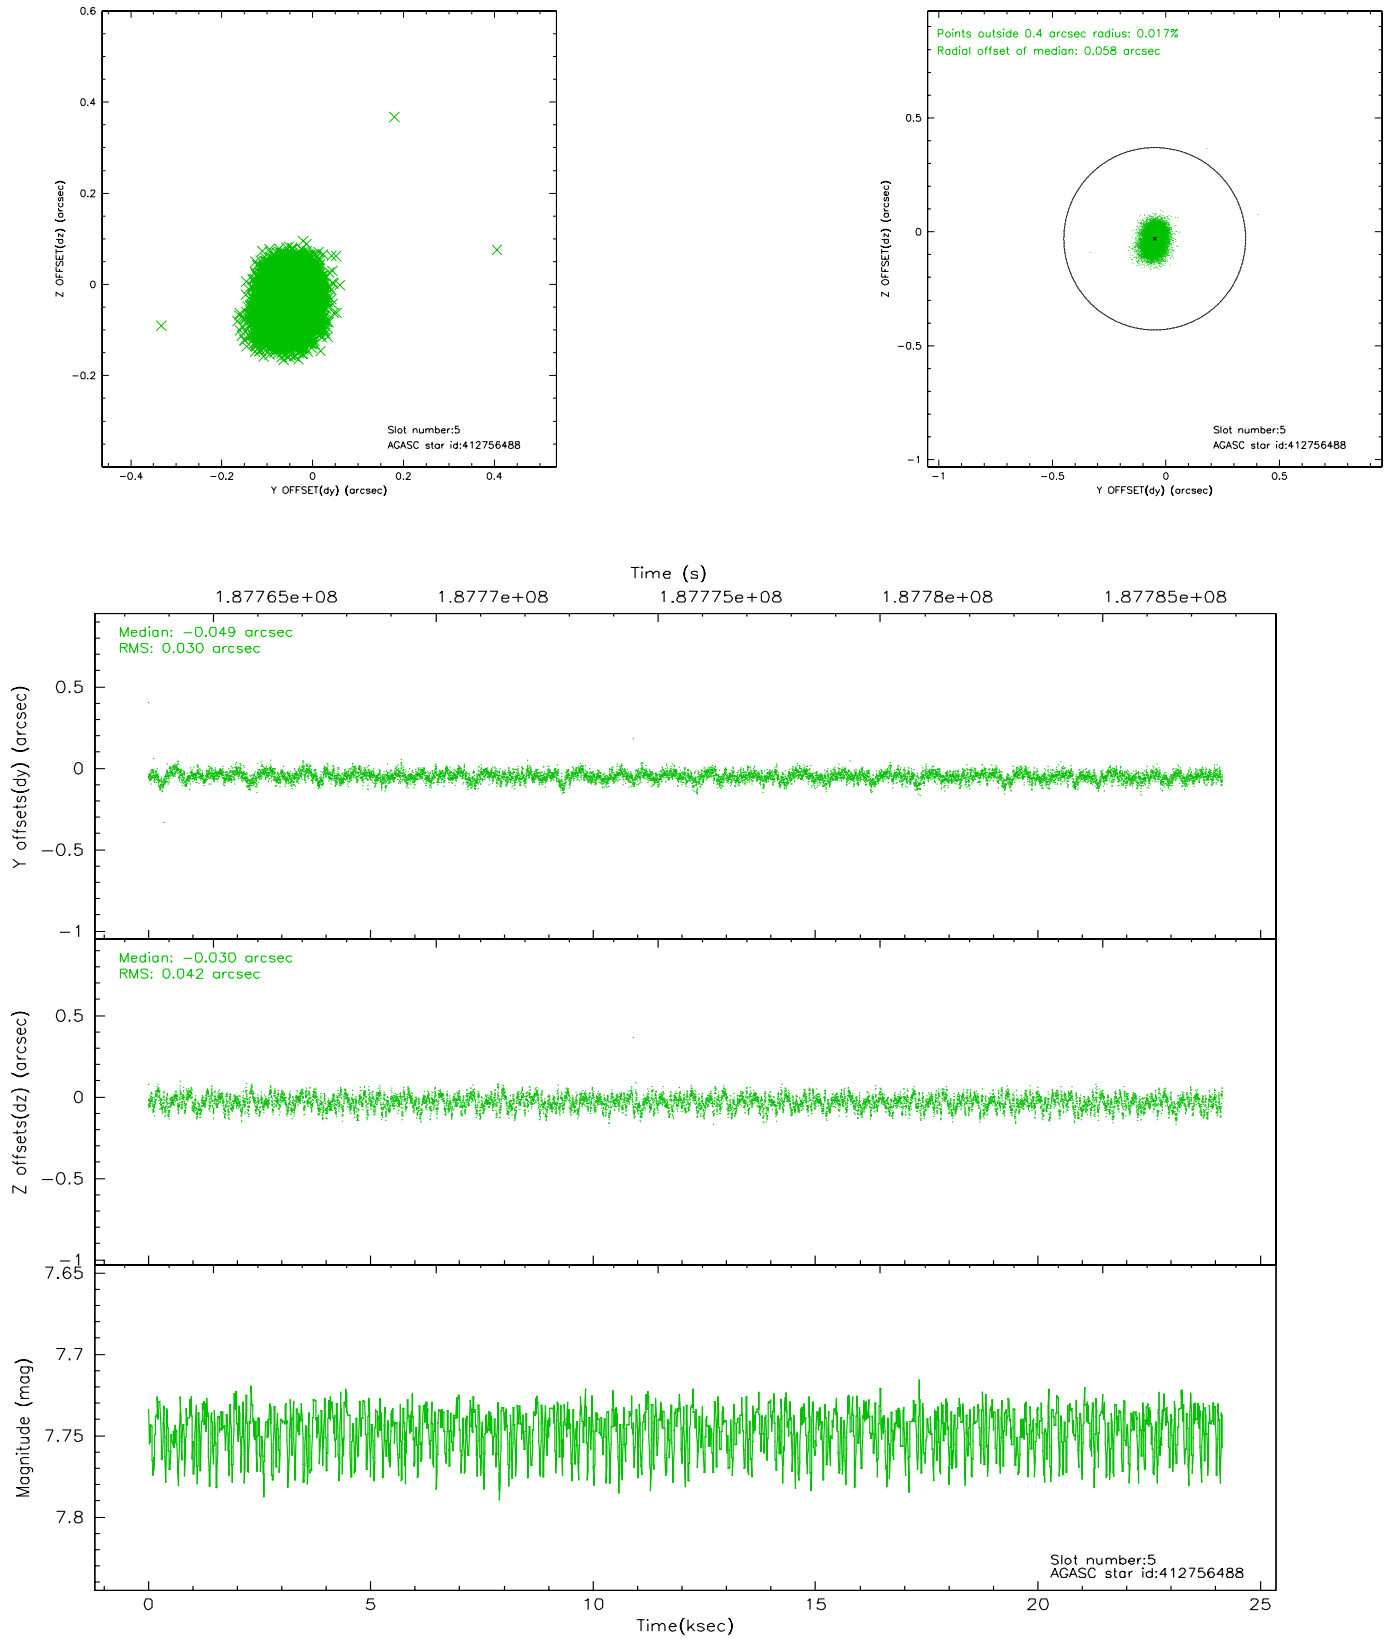 0.6
0.4
0.2
0
−0.2
−0.4
−0.2
0
0.2
0.4
Z OFFSET(dz) (arcsec)
Y OFFSET(dy) (arcsec)
Slot number:5
AGASC star id:412756488
Points outside 0.4 arcsec radius: 0.017%
Radial offset of median: 0.058 arcsec
0.5
0
−0.5
−1
−1
−0.5
0
0.5
Z OFFSET(dz) (arcsec)
Y OFFSET(dy) (arcsec)
Slot number:5
AGASC star id:412756488
Time (s)
1.87765e+08
1.8777e+08
1.87775e+08
1.8778e+08
1.87785e+08
Median: −0.049 arcsec
RMS: 0.030 arcsec
0.5
0
−0.5
−1
Y offsets(dy) (arcsec)
Median: −0.030 arcsec
RMS: 0.042 arcsec
0.5
0
−0.5
−1
Z offsets(dz) (arcsec)
7.65
7.7
7.75
7.8
Magnitude (mag)
Slot number:5
AGASC star id:412756488
0
5
10
15
20
25
Time(ksec)